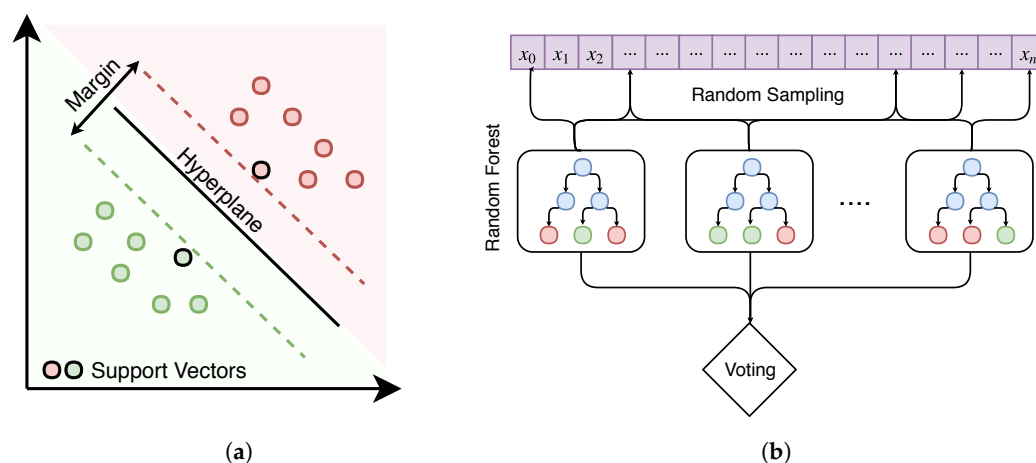 Margin
Hyperplane
Support Vectors
(a)
x0 x1 x2 ... ... ... ... ... ... ... ... ... ... ... ... xn
Random Sampling
Random Forest
....
Voting
(b)